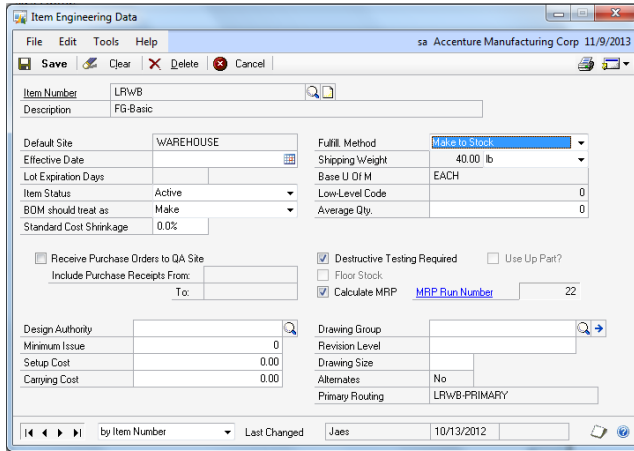 Item Engineering Data
File Edit Tools Help sa Accenture Manufacturing Corp 11/9/2013
Save Clear Delete Cancel
Item Number LRWB
Description FG-Basic
Default Site WAREHOUSE Fulfill. Method Make to Stock
Effective Date Shipping Weight 40.00 lb
Lot Expiration Days Base U Of M EACH
Item Status Active Low-Level Code 0
BOM should treat as Make Average Qty. 0
Standard Cost Shrinkage 0.0%
Receive Purchase Orders to QA Site Destructive Testing Required Use Up Part?
Include Purchase Receipts From: Floor Stock
To: Calculate MRP MRP Run Number 22
Design Authority Drawing Group
Minimum Issue 0 Revision Level
Setup Cost 0.00 Drawing Size
Carrying Cost 0.00 Alternates No
Primary Routing LRWB-PRIMARY
by Item Number Last Changed Jaes 10/13/2012